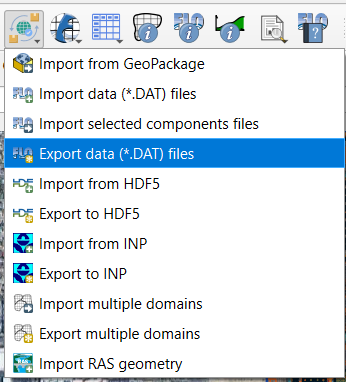 Import from GeoPackage
Import data (*.DAT) files
Import selected components files
Export data (*.DAT) files
Import from HDF5
Export to HDF5
Import from INP
Export to INP
Import multiple domains
Export multiple domains
Import RAS geometry